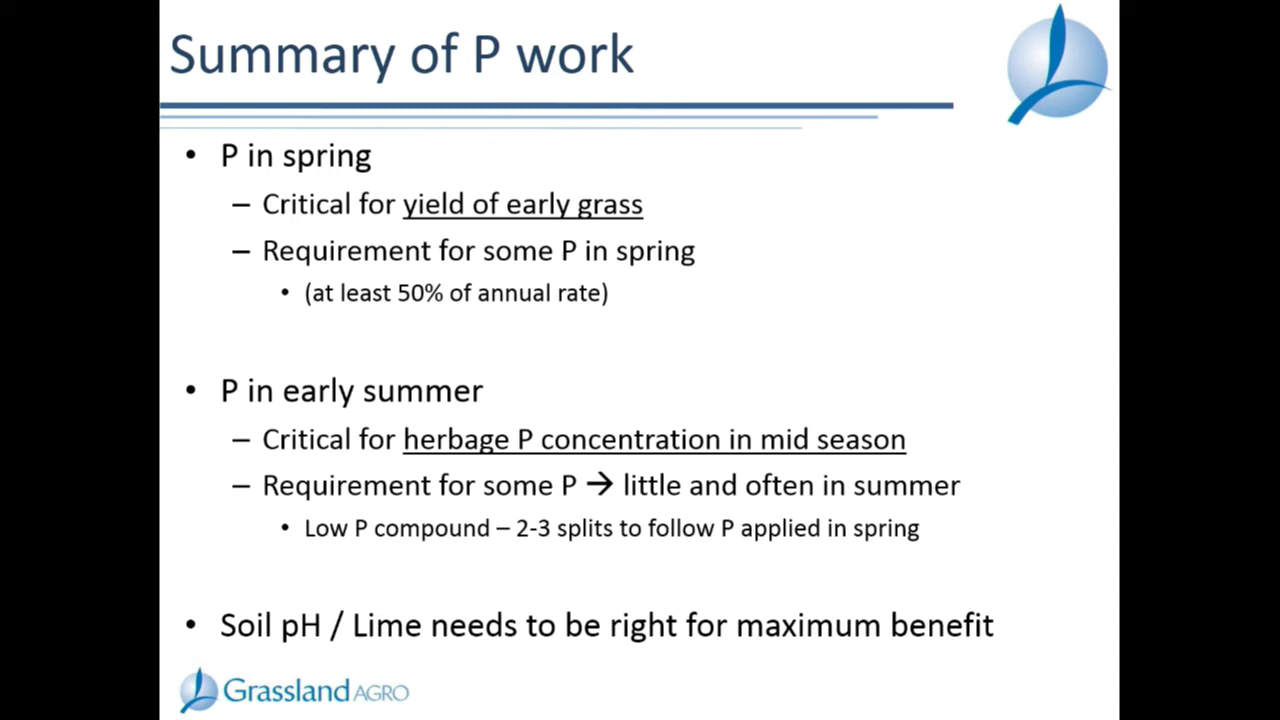 Summary of P work
• P in spring
– Critical for yield of early grass
– Requirement for some P in spring
• (at least 50% of annual rate)
• P in early summer
– Critical for herbage P concentration in mid season
– Requirement for some P → little and often in summer
• Low P compound – 2-3 splits to follow P applied in spring
• Soil pH / Lime needs to be right for maximum benefit
Grassland AGRO